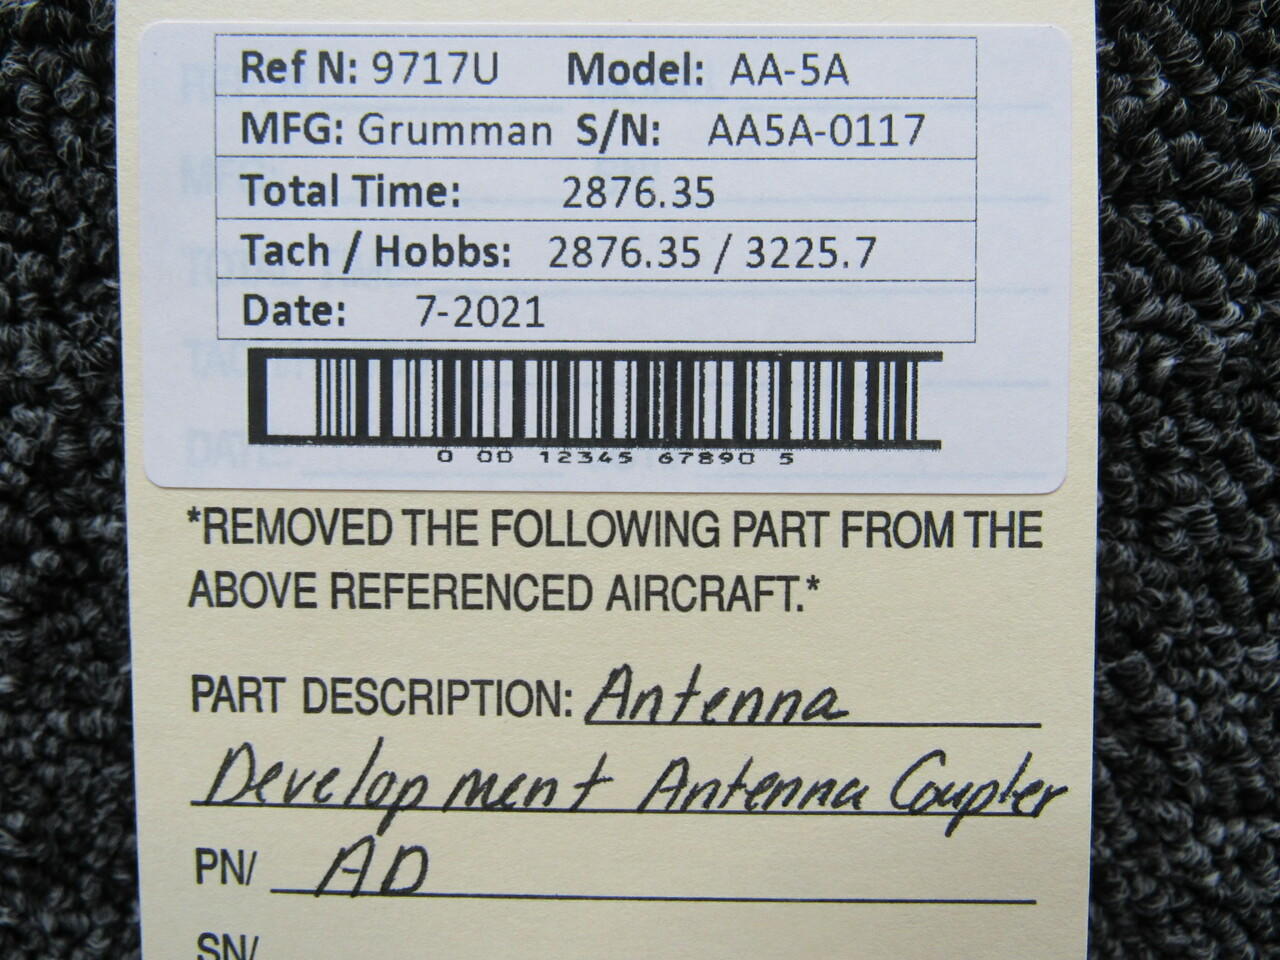 Ref N: 9717U Model: AA-5A
MFG: Grumman S/N: AA5A-0117
Total Time: 2876.35
Tach / Hobbs: 2876.35 / 3225.7
Date: 7-2021
0 00 12345 67890 5
*REMOVED THE FOLLOWING PART FROM THE
ABOVE REFERENCED AIRCRAFT.*
PART DESCRIPTION: Antenna
Development Antenna Coupler
PN/ AD
SN/